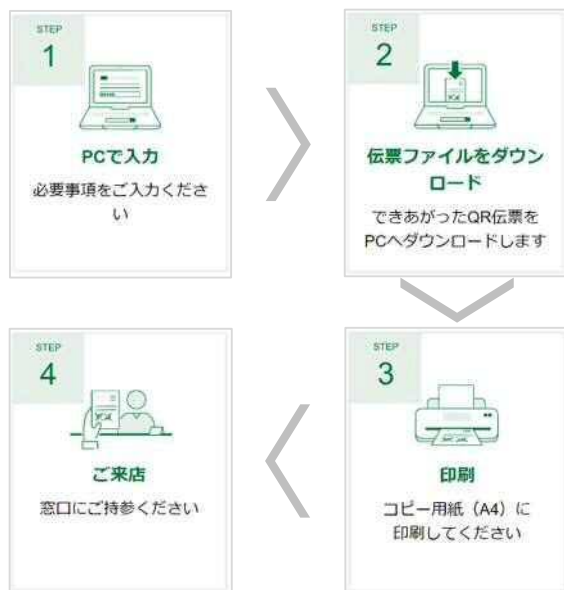 STEP
1
PCで入力
必要事項をご入力くださ
い
STEP
2
伝票ファイルをダウン
ロード
できあがったQR伝票を
PCへダウンロードします
STEP
3
印刷
コピー用紙（A4）に
印刷してください
STEP
4
ご来店
窓口にご持参ください